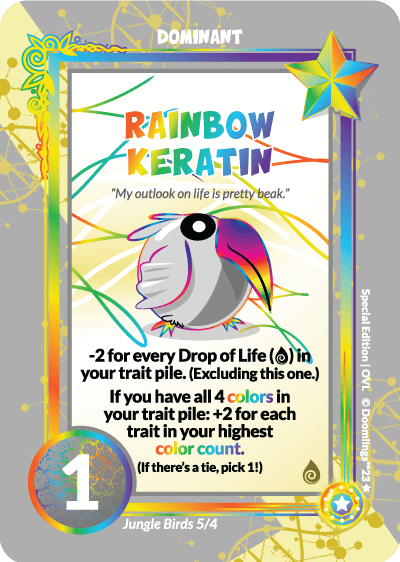 DOMINANT
RAINBOW
KERATIN
“My outlook on life is pretty beak.”
-2 for every Drop of Life () in
your trait pile. (Excluding this one.)
If you have all 4 colors in
your trait pile: +2 for each
trait in your highest
color count.
(If there’s a tie, pick 1!)
1
Jungle Birds 5/4
Special Edition | OVL © Doomlings™ '23